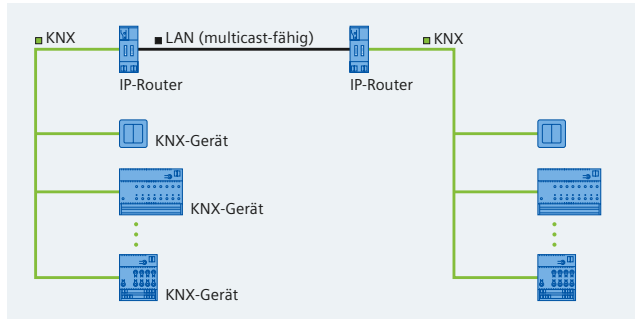 KNX
LAN (multicast-fähig)
KNX
IP-Router
IP-Router
KNX-Gerät
KNX-Gerät
KNX-Gerät